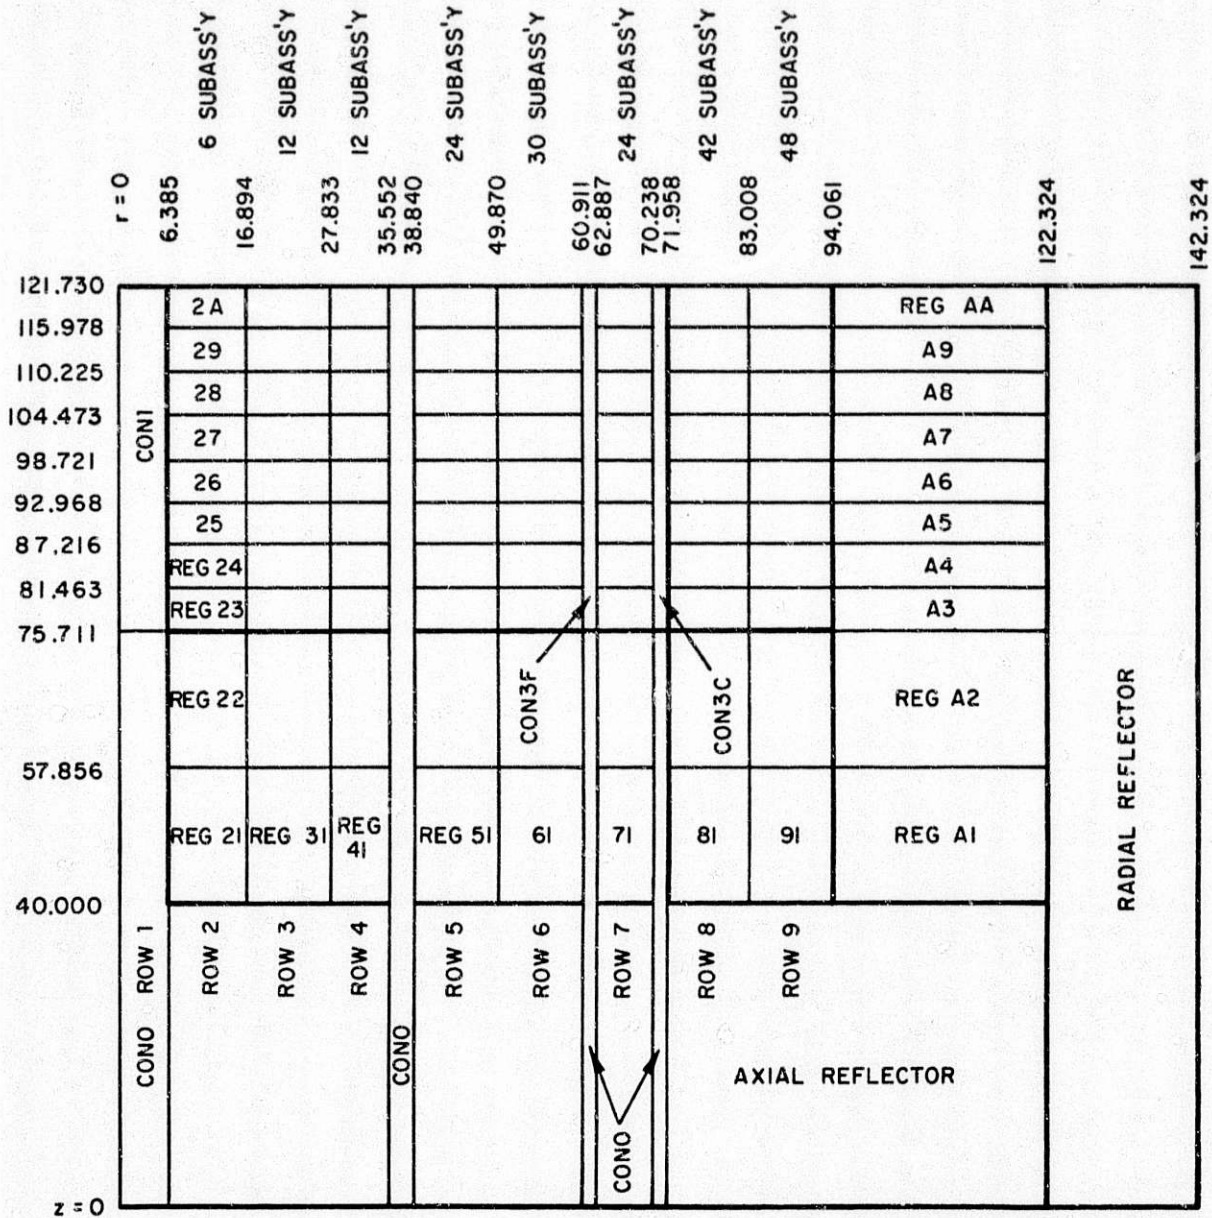 6 SUBASS'Y
12 SUBASS'Y
12 SUBASS'Y
24 SUBASS'Y
30 SUBASS'Y
24 SUBASS'Y
42 SUBASS'Y
48 SUBASS'Y
r = 0
6.385
16.894
27.833
35.552
38.840
49.870
60.911
62.887
70.238
71.958
83.008
94.061
122.324
142.324
121.730
115.978
110.225
104.473
98.721
92.968
87.216
81.463
75.711
57.856
40.000
z = 0
CON1
2A
29
28
27
26
25
REG 24
REG 23
REG 22
REG 21
REG 31
REG
41
REG 51
61
71
81
91
REG AA
A9
A8
A7
A6
A5
A4
A3
REG A2
REG A1
CON3F
CON3C
RADIAL REFLECTOR
ROW 1
ROW 2
ROW 3
ROW 4
ROW 5
ROW 6
ROW 7
ROW 8
ROW 9
CONO
CONO
CONO
AXIAL REFLECTOR